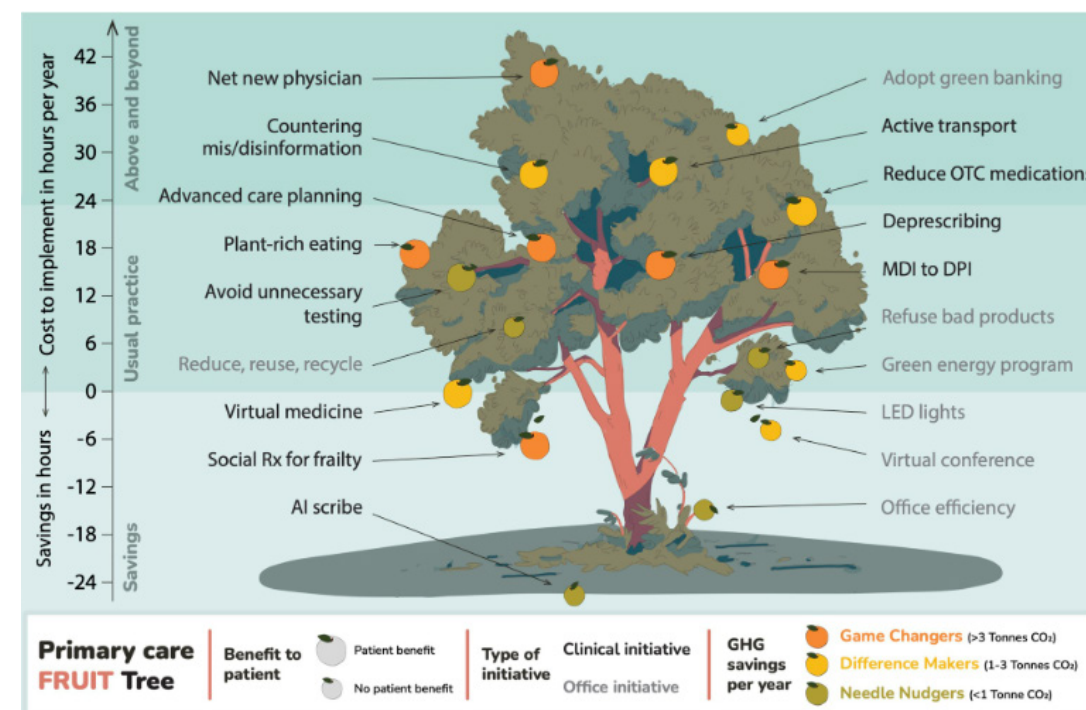 Cost to implement in hours per year
Savings in hours
42
36
30
24
18
12
6
0
-6
-12
-18
-24
Above and beyond
Usual practice
Savings
Net new physician
Countering
mis/disinformation
Advanced care planning
Plant-rich eating
Avoid unnecessary
testing
Reduce, reuse, recycle
Virtual medicine
Social Rx for frailty
AI scribe
Adopt green banking
Active transport
Reduce OTC medications
Deprescribing
MDI to DPI
Refuse bad products
Green energy program
LED lights
Virtual conference
Office efficiency
Primary care
FRUIT Tree
Benefit to
patient
Patient benefit
No patient benefit
Type of
initiative
Clinical initiative
Office initiative
GHG
savings
per year
Game Changers (>3 Tonnes CO₂)
Difference Makers (1-3 Tonnes CO₂)
Needle Nudgers (<1 Tonne CO₂)